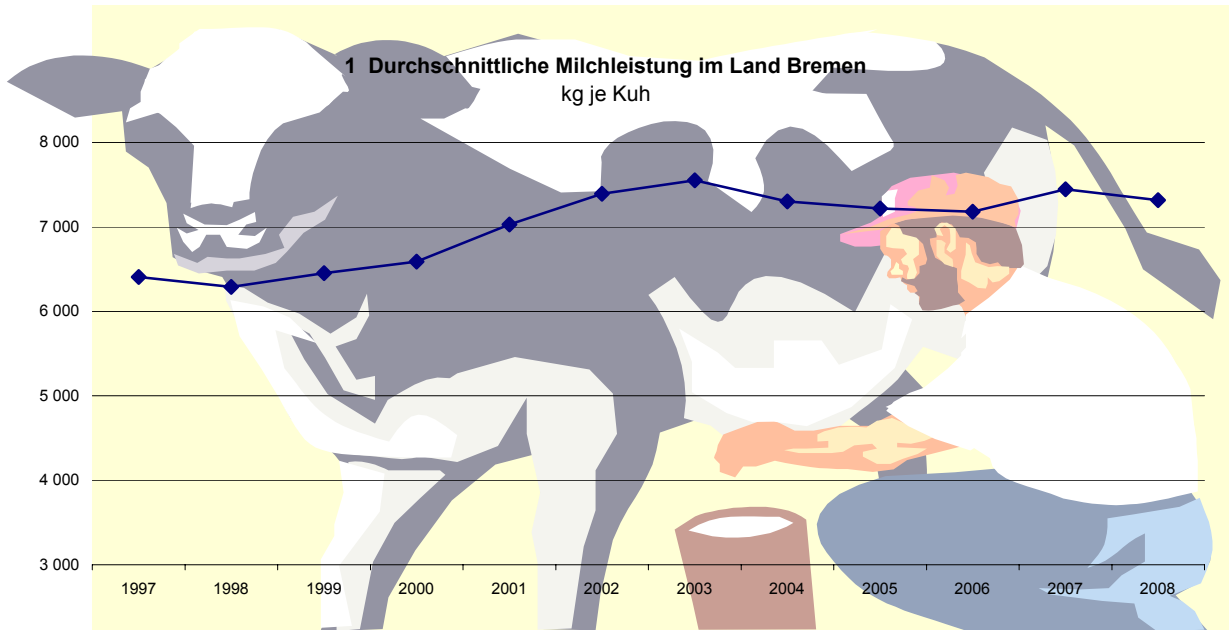 1 Durchschnittliche Milchleistung im Land Bremen
kg je Kuh
8 000
7 000
6 000
5 000
4 000
3 000
1997 1998 1999 2000 2001 2002 2003 2004 2005 2006 2007 2008